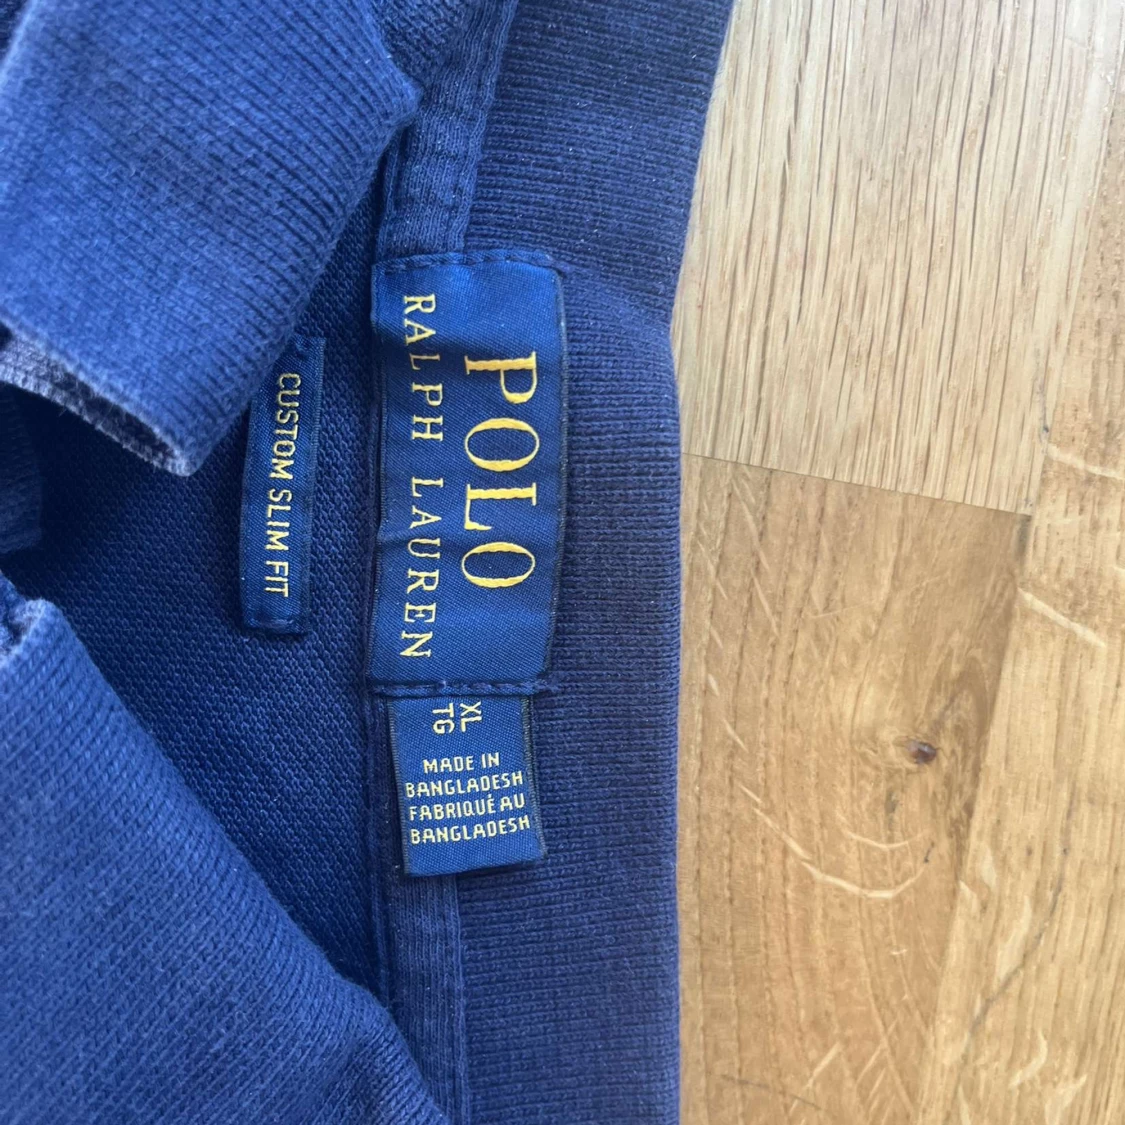 POLO
RALPH LAUREN
CUSTOM SLIM FIT
XL
TG
MADE IN
BANGLADESH
FABRIQUÉ AU
BANGLADESH